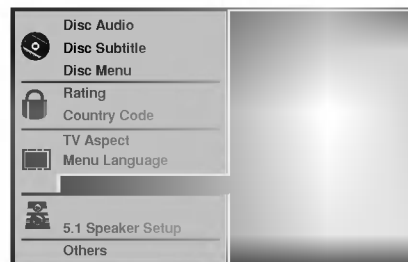 Disc Audio
Disc Subtitle
Disc Menu
Rating
Country Code
TV Aspect
Menu Language
5.1 Speaker Setup
Others